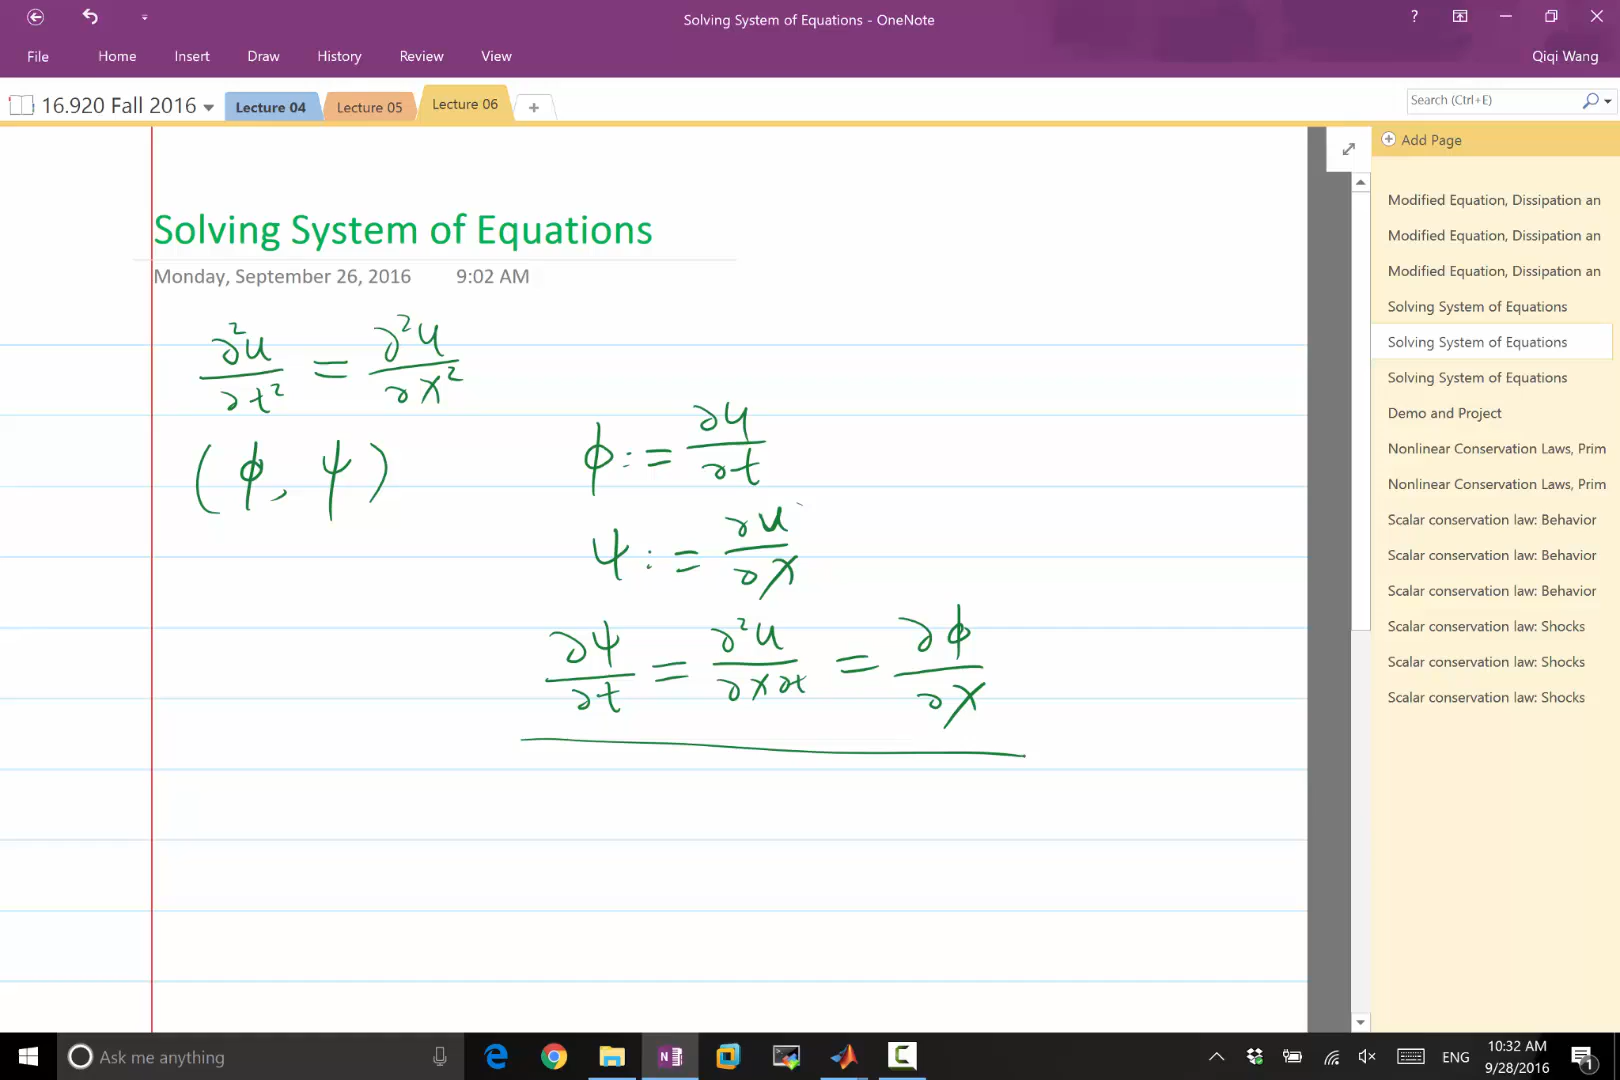 Solving System of Equations - OneNote
?
File Home Insert Draw History Review View
Qiqi Wang
16.920 Fall 2016
Lecture 04
Lecture 05
Lecture 06
+
Search (Ctrl+E)
Add Page
Modified Equation, Dissipation an
Modified Equation, Dissipation an
Modified Equation, Dissipation an
Solving System of Equations
Solving System of Equations
Solving System of Equations
Demo and Project
Nonlinear Conservation Laws, Prim
Nonlinear Conservation Laws, Prim
Scalar conservation law: Behavior
Scalar conservation law: Behavior
Scalar conservation law: Behavior
Scalar conservation law: Shocks
Scalar conservation law: Shocks
Scalar conservation law: Shocks
Solving System of Equations
Monday, September 26, 2016 9:02 AM
∂²u/∂t² = ∂²u/∂x²
(ϕ, ψ)
ϕ := ∂u/∂t
ψ := ∂u/∂x
∂ψ/∂t = ∂²u/∂x∂t = ∂ϕ/∂x
Ask me anything
ENG
10:32 AM
9/28/2016
1